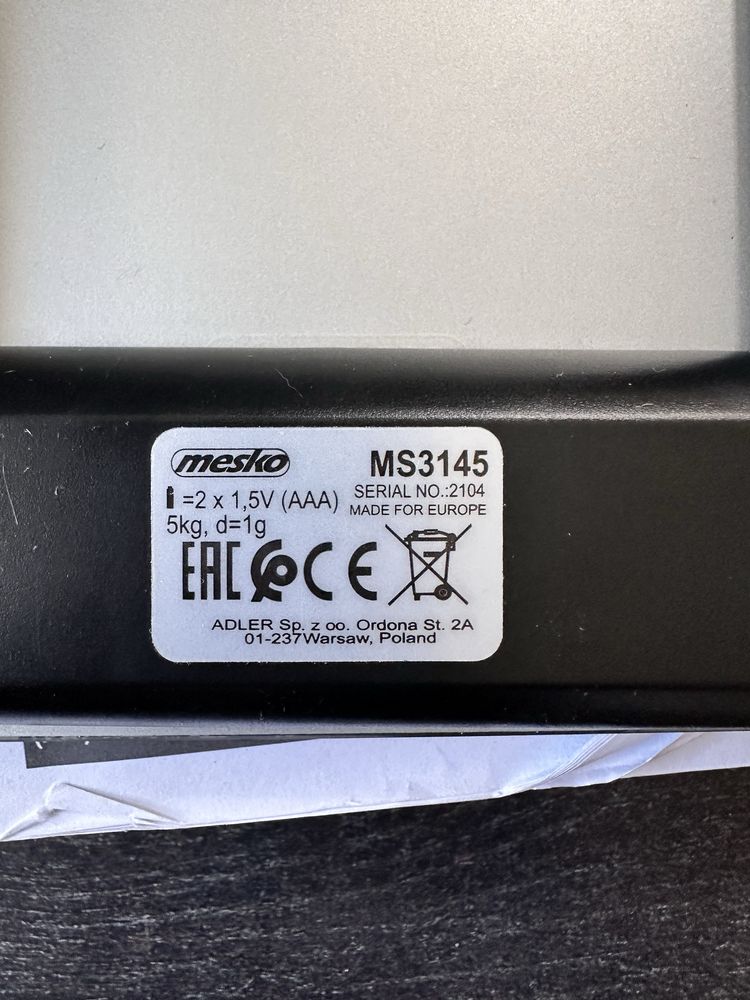 mesko MS3145
=2 x 1,5V (AAA) SERIAL NO.:2104
5kg, d=1g MADE FOR EUROPE
EAC CE
ADLER Sp. z oo. Ordona St. 2A
01-237Warsaw, Poland